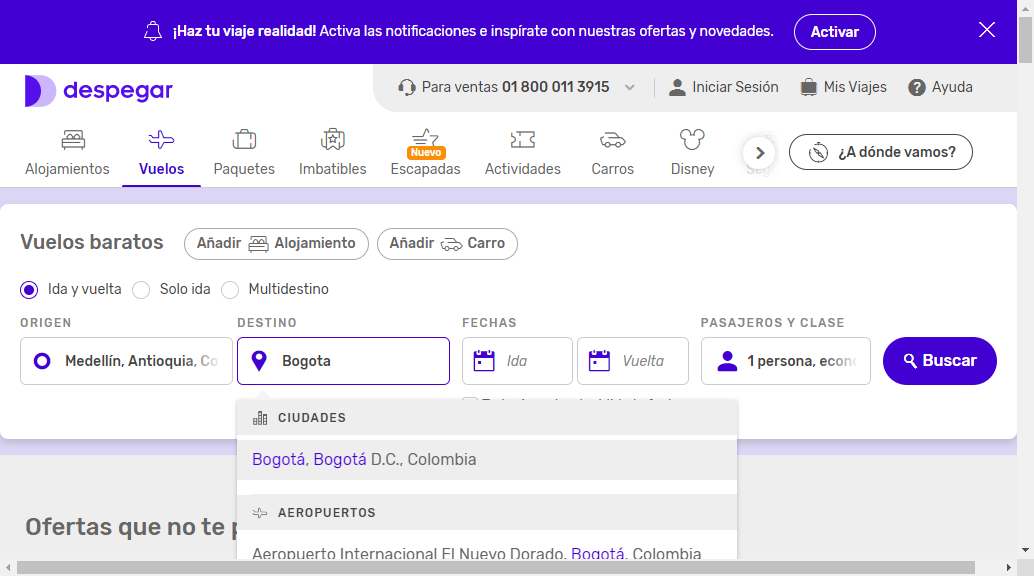 ¡Haz tu viaje realidad! Activa las notificaciones e inspírate con nuestras ofertas y novedades.
Activar
despegar
Para ventas 01 800 011 3915
Iniciar Sesión
Mis Viajes
Ayuda
Alojamientos
Vuelos
Paquetes
Imbatibles
Nuevo
Escapadas
Actividades
Carros
Disney
¿A dónde vamos?
Vuelos baratos
Añadir Alojamiento
Añadir Carro
Ida y vuelta
Solo ida
Multidestino
ORIGEN
DESTINO
FECHAS
PASAJEROS Y CLASE
Medellín, Antioquia, Co
Bogota
Ida
Vuelta
1 persona, econ
Buscar
CIUDADES
Bogotá, Bogotá D.C., Colombia
AEROPUERTOS
Ofertas que no te p
Aeropuerto Internacional El Nuevo Dorado, Bogotá, Colombia